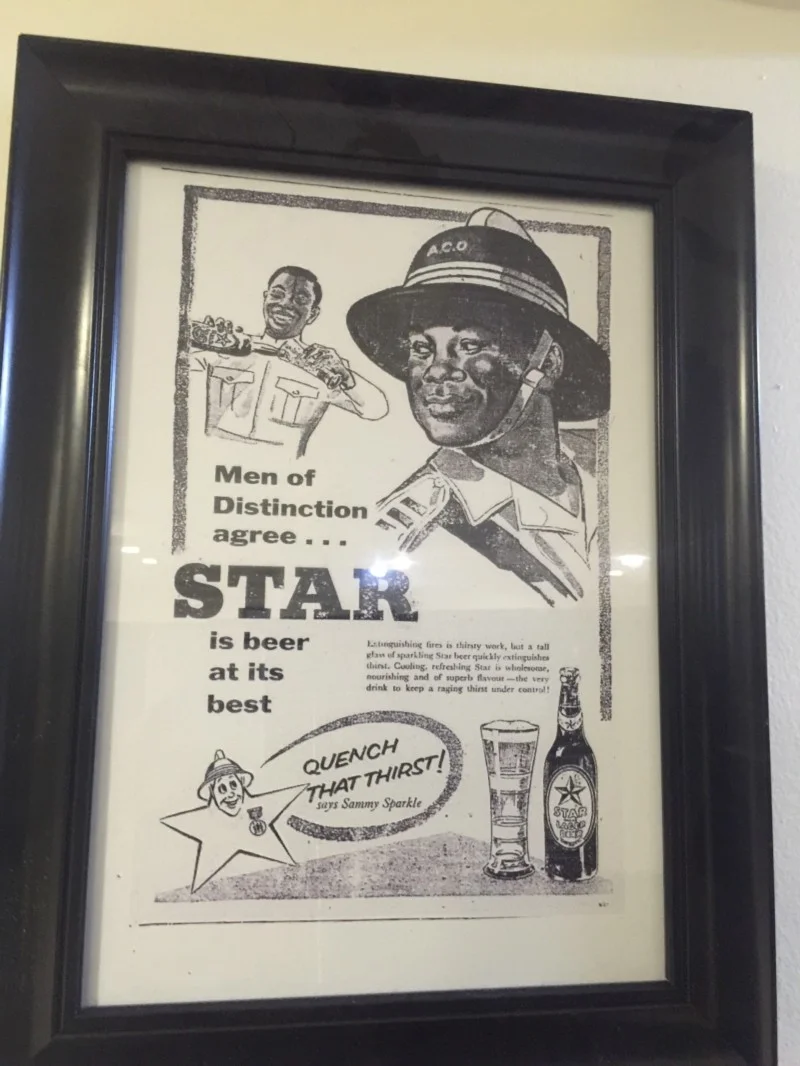 A.C.O
Men of
Distinction
agree . . .
STAR
is beer
at its
best
Extinguishing fires is thirsty work, but a tall
glass of sparkling Star beer quickly extinguishes
thirst. Cooling, refreshing Star is wholesome,
nourishing and of superb flavour—the very
drink to keep a raging thirst under control!
QUENCH
THAT THIRST!
says Sammy Sparkle
STAR
LAGER
BEER